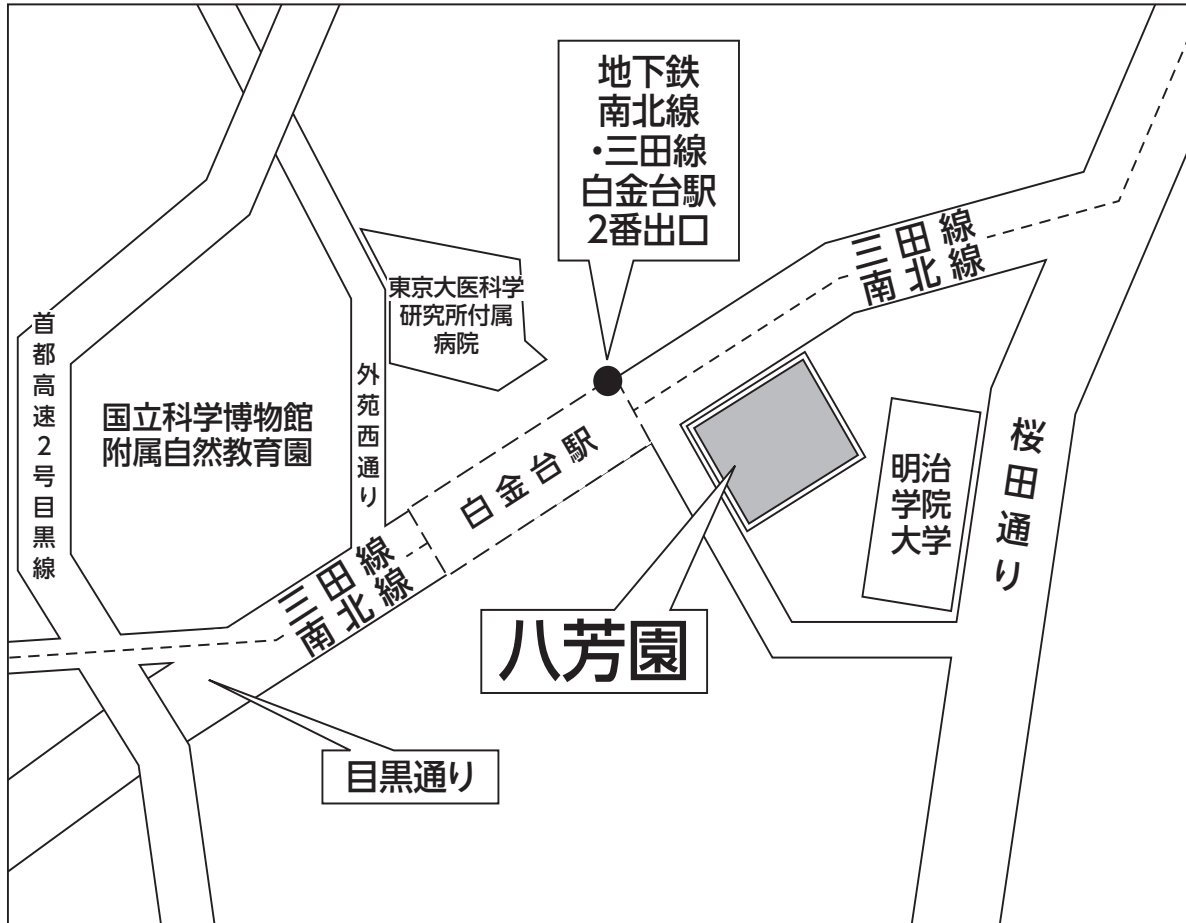 地下鉄
南北線
・三田線
白金台駅
2番出口
三田線
南北線
東京大医科学
研究所付属
病院
首都高速2号目黒線
外苑西通り
国立科学博物館
附属自然教育園
白金台駅
明治
学院
大学
桜田通り
三田線
南北線
八芳園
目黒通り